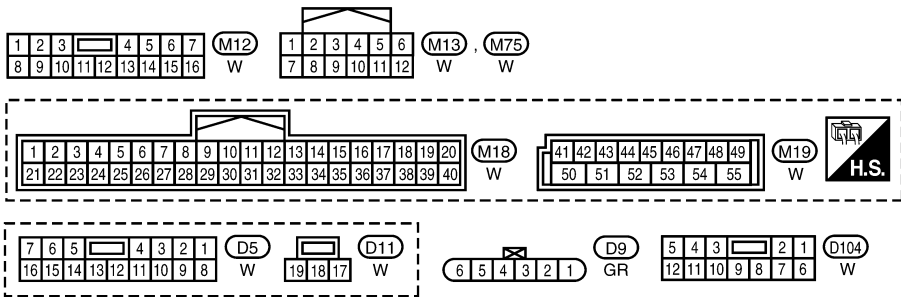 1 2 3 4 5 6 7 M12
8 9 10 11 12 13 14 15 16 W
1 2 3 4 5 6 M13 , M75
7 8 9 10 11 12 W W
1 2 3 4 5 6 7 8 9 10 11 12 13 14 15 16 17 18 19 20 M18
21 22 23 24 25 26 27 28 29 30 31 32 33 34 35 36 37 38 39 40 W
41 42 43 44 45 46 47 48 49 M19
50 51 52 53 54 55 W
H.S.
7 6 5 4 3 2 1 D5
16 15 14 13 12 11 10 9 8 W
D11
19 18 17 W
6 5 4 3 2 1 D9
GR
5 4 3 2 1 D104
12 11 10 9 8 7 6 W